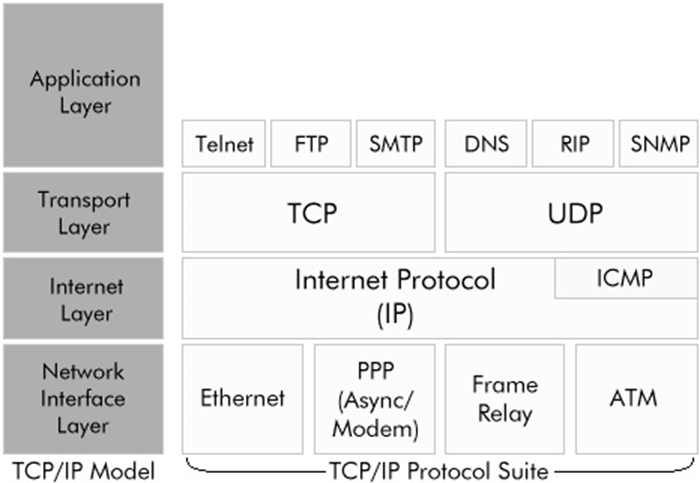 Application
Layer
Telnet FTP SMTP DNS RIP SNMP
Transport
Layer
TCP UDP
Internet
Layer
Internet Protocol
(IP)
ICMP
Network
Interface
Layer
Ethernet
PPP
(Async/
Modem)
Frame
Relay
ATM
TCP/IP Model
TCP/IP Protocol Suite